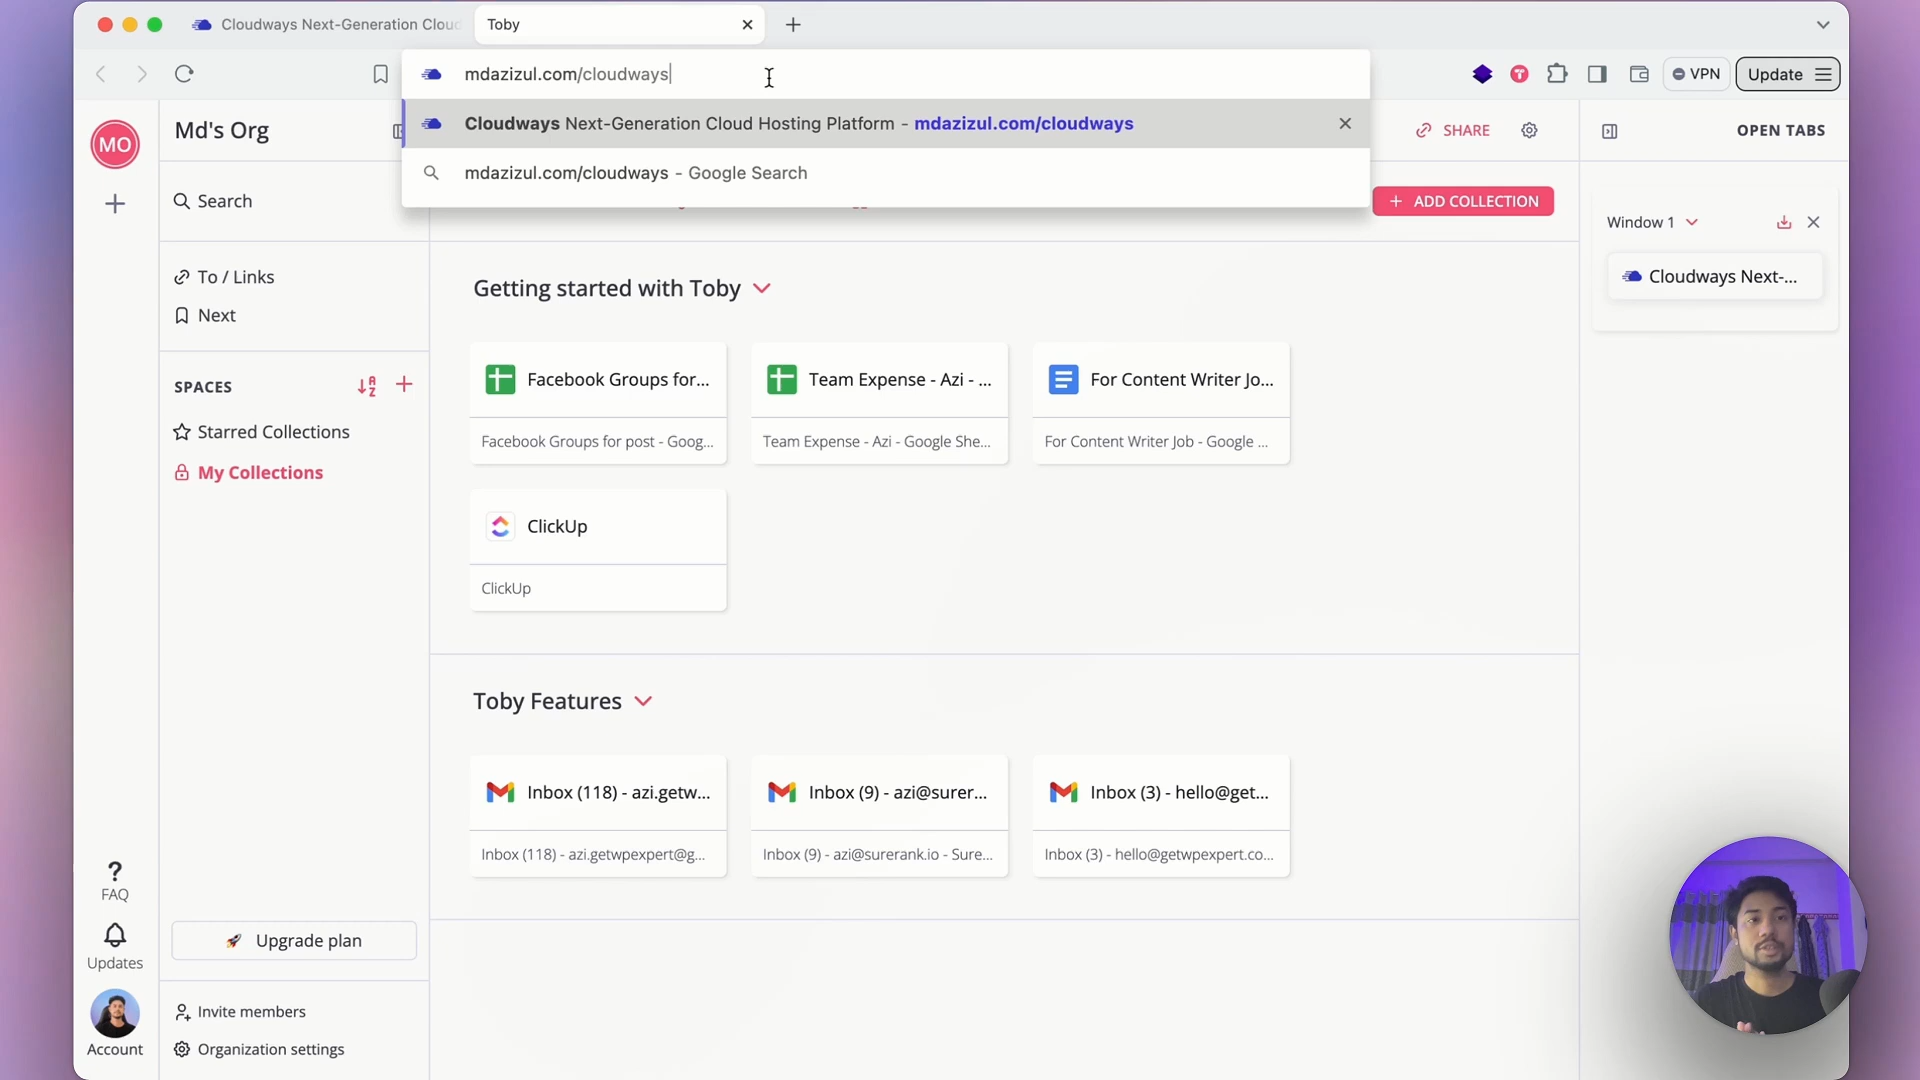 Cloudways Next-Generation Cloud
Toby
mdazizul.com/cloudways
VPN
Update
Cloudways Next-Generation Cloud Hosting Platform - mdazizul.com/cloudways
mdazizul.com/cloudways - Google Search
MO
Md's Org
SHARE
OPEN TABS
Search
+ ADD COLLECTION
Window 1
Cloudways Next-...
To / Links
Next
SPACES
Starred Collections
My Collections
Getting started with Toby
Facebook Groups for...
Team Expense - Azi - ...
For Content Writer Jo...
Facebook Groups for post - Goog...
Team Expense - Azi - Google She...
For Content Writer Job - Google ...
ClickUp
ClickUp
Toby Features
Inbox (118) - azi.getw...
Inbox (9) - azi@surer...
Inbox (3) - hello@get...
Inbox (118) - azi.getwpexpert@g...
Inbox (9) - azi@surerank.io - Sure...
Inbox (3) - hello@getwpexpert.co...
?
FAQ
Updates
Account
Upgrade plan
Invite members
Organization settings